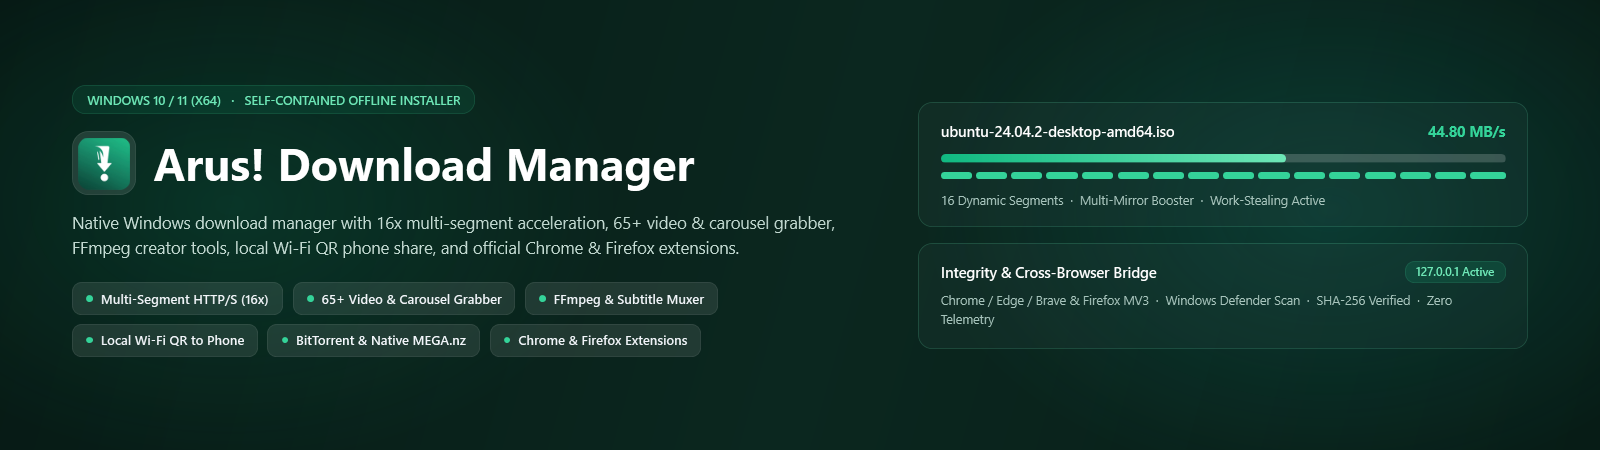 WINDOWS 10 / 11 (X64) · SELF-CONTAINED OFFLINE INSTALLER
Arus! Download Manager
Native Windows download manager with 16x multi-segment acceleration, 65+ video & carousel grabber,
FFmpeg creator tools, local Wi-Fi QR phone share, and official Chrome & Firefox extensions.
Multi-Segment HTTP/S (16x)
65+ Video & Carousel Grabber
FFmpeg & Subtitle Muxer
Local Wi-Fi QR to Phone
BitTorrent & Native MEGA.nz
Chrome & Firefox Extensions
ubuntu-24.04.2-desktop-amd64.iso
44.80 MB/s
16 Dynamic Segments · Multi-Mirror Booster · Work-Stealing Active
Integrity & Cross-Browser Bridge
127.0.0.1 Active
Chrome / Edge / Brave & Firefox MV3 · Windows Defender Scan · SHA-256 Verified · Zero
Telemetry